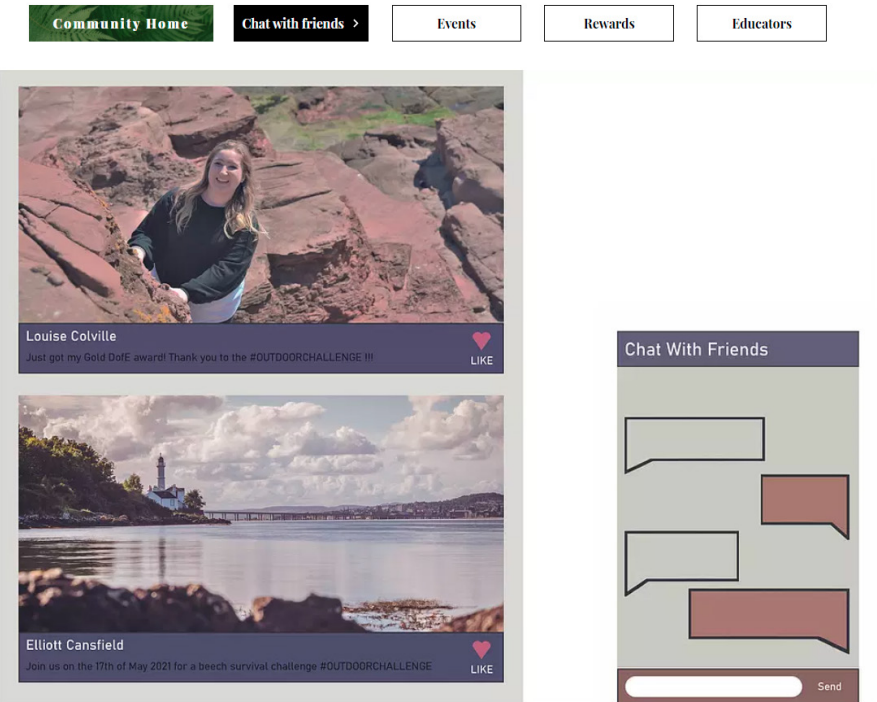 Community Home
Chat with friends >
Events
Rewards
Educators
Louise Colville
Just got my Gold DofE award! Thank you to the #OUTDOORCHALLENGE !!!
LIKE
Chat With Friends
Elliott Cansfield
Join us on the 17th of May 2021 for a beech survival challenge #OUTDOORCHALLENGE
LIKE
Send